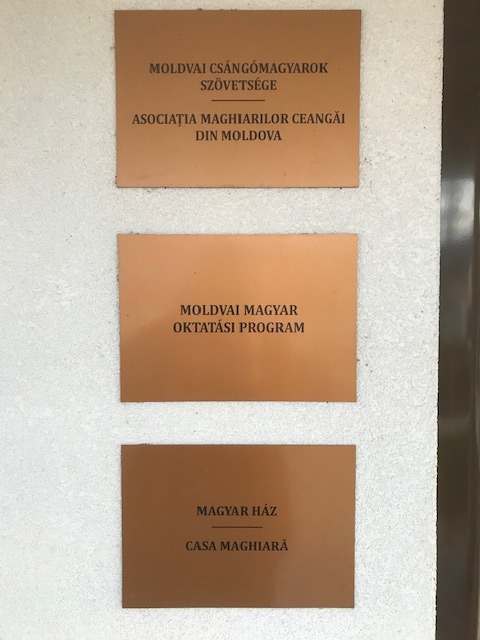 MOLDVAI CSÁNGÓMAGYAROK
SZÖVETSÉGE
ASOCIAȚIA MAGHIARILOR CEANGĂI
DIN MOLDOVA
MOLDVAI MAGYAR
OKTATÁSI PROGRAM
MAGYAR HÁZ
CASA MAGHIARĂ